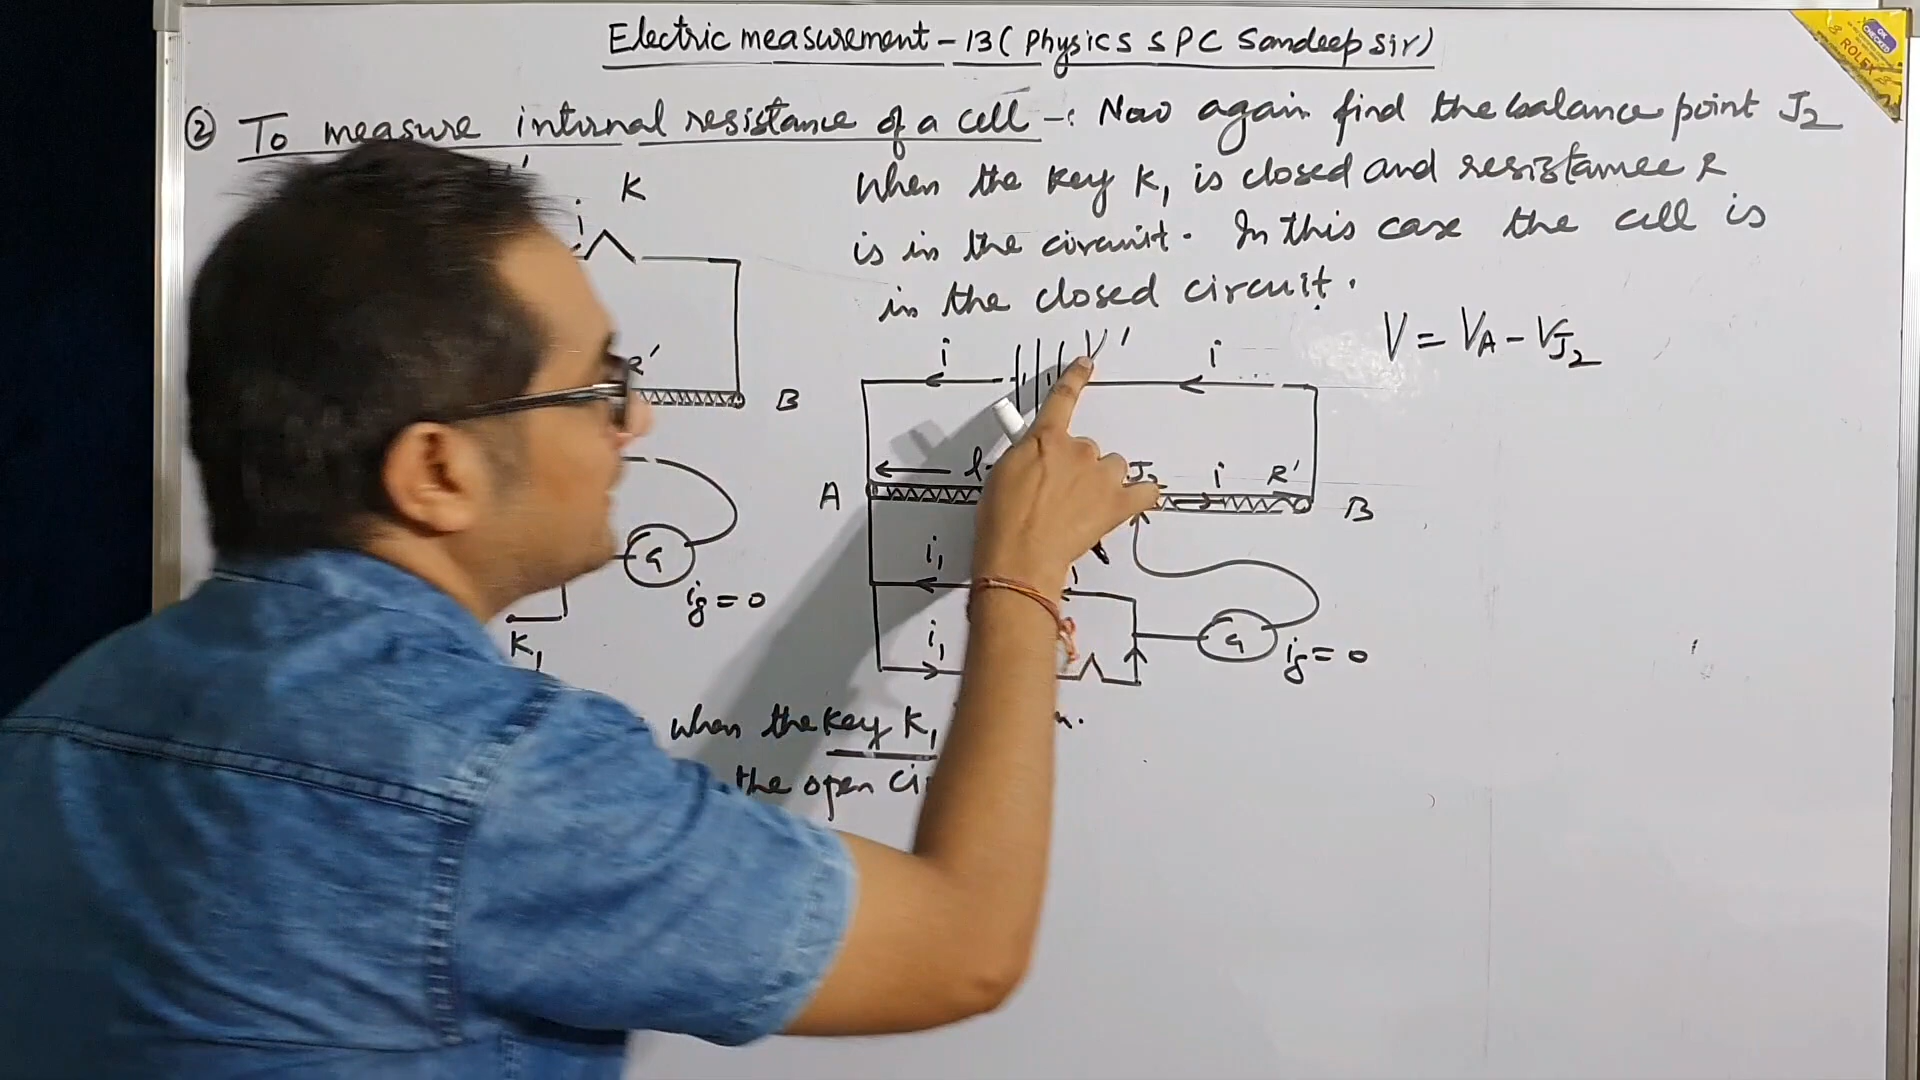 Electric measurement - 13 ( Physics SPC Sandeep sir)
② To measure internal resistance of a cell -: Now again find the balance point J2
When the key K1 is closed and resistance R
is in the circuit. In this case the cell is
in the closed circuit.
V = VA - VJ2
K
i
R'
B
G
ig = 0
K1
when the key K1
the open
V'
i
i
l
J2
i
R'
A
B
i1
i1
G
ig = 0
OK
CHECKED
ROLEX